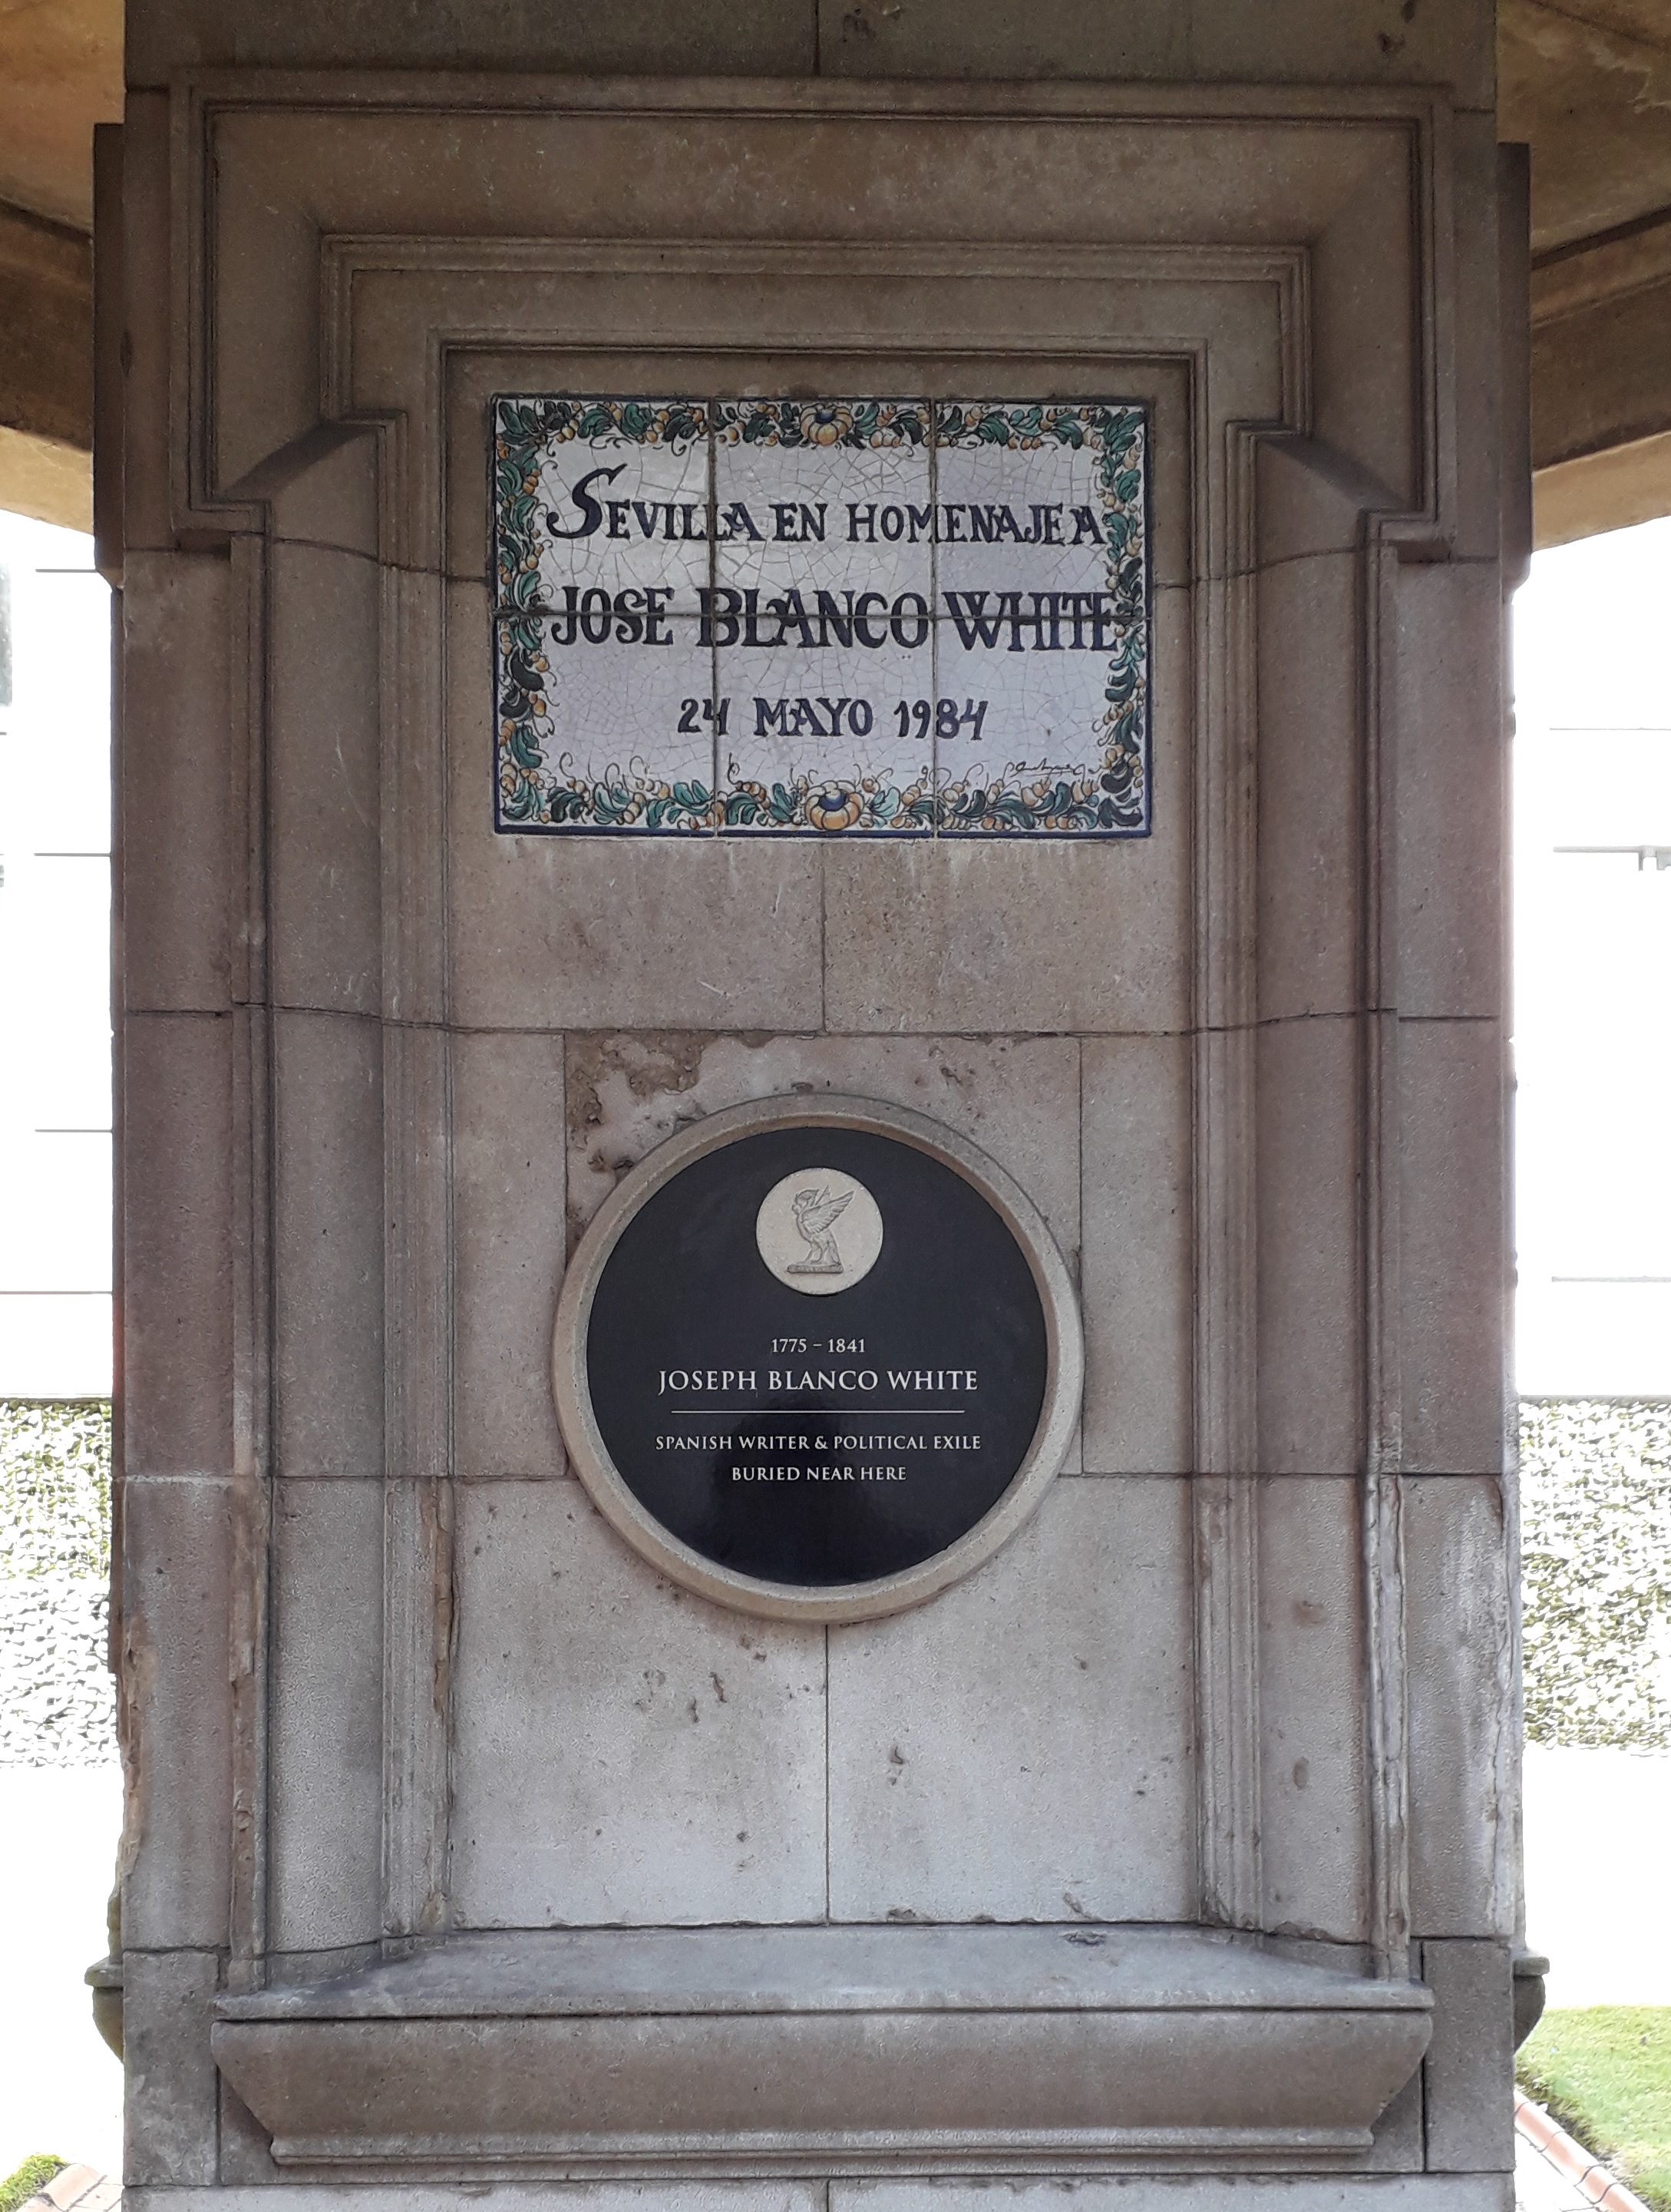 SEVILLA EN HOMENAJE A
JOSE BLANCO WHITE
24 MAYO 1984
1775 – 1841
JOSEPH BLANCO WHITE
SPANISH WRITER & POLITICAL EXILE
BURIED NEAR HERE